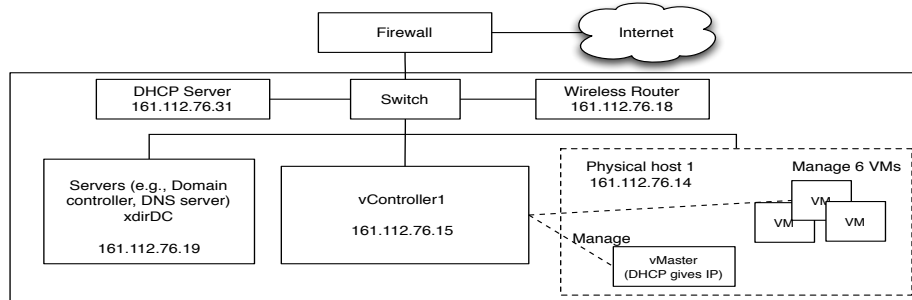 Firewall
Internet
DHCP Server
161.112.76.31
Switch
Wireless Router
161.112.76.18
Servers (e.g., Domain
controller, DNS server)
xdirDC
161.112.76.19
vController1
161.112.76.15
Physical host 1
161.112.76.14
Manage 6 VMs
VM
VM
VM
Manage
vMaster
(DHCP gives IP)